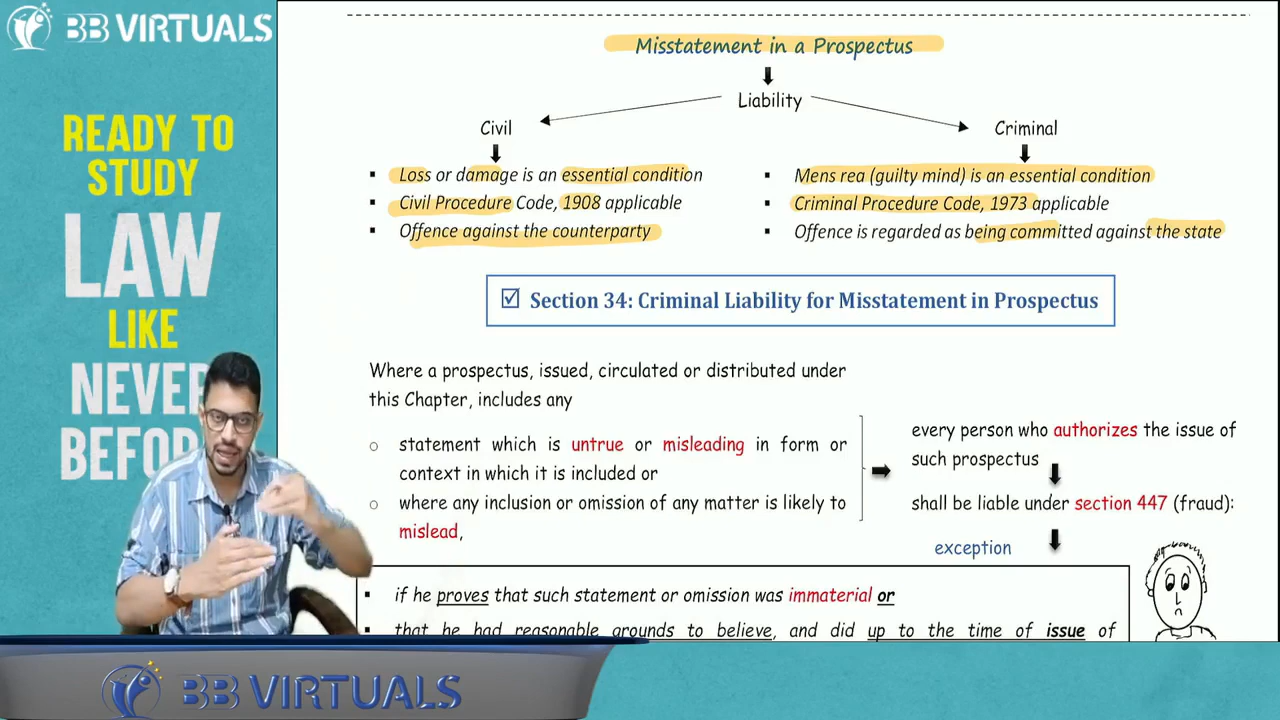 BB VIRTUALS
READY TO
STUDY
LAW
LIKE
NEVER
BEFO
Misstatement in a Prospectus
Liability
Civil
Criminal
▪ Loss or damage is an essential condition
▪ Civil Procedure Code, 1908 applicable
▪ Offence against the counterparty
▪ Mens rea (guilty mind) is an essential condition
▪ Criminal Procedure Code, 1973 applicable
▪ Offence is regarded as being committed against the state
☑ Section 34: Criminal Liability for Misstatement in Prospectus
Where a prospectus, issued, circulated or distributed under
this Chapter, includes any
o statement which is untrue or misleading in form or
context in which it is included or
o where any inclusion or omission of any matter is likely to
mislead,
every person who authorizes the issue of
such prospectus
shall be liable under section 447 (fraud):
exception
▪ if he proves that such statement or omission was immaterial or
▪ that he had reasonable grounds to believe, and did up to the time of issue of
BB VIRTUALS